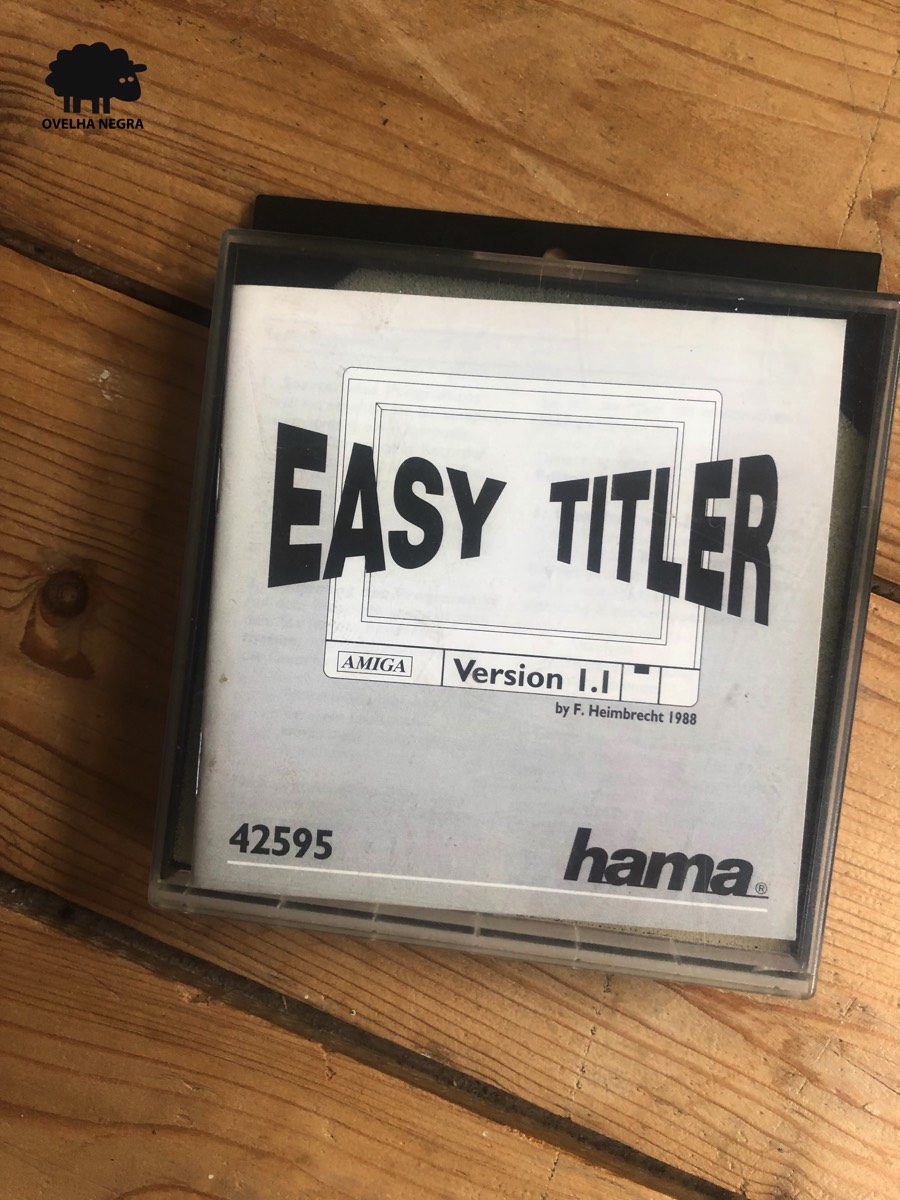 OVELHA NEGRA
EASY TITLER
AMIGA
Version 1.1
by F. Heimbrecht 1988
42595
hama®